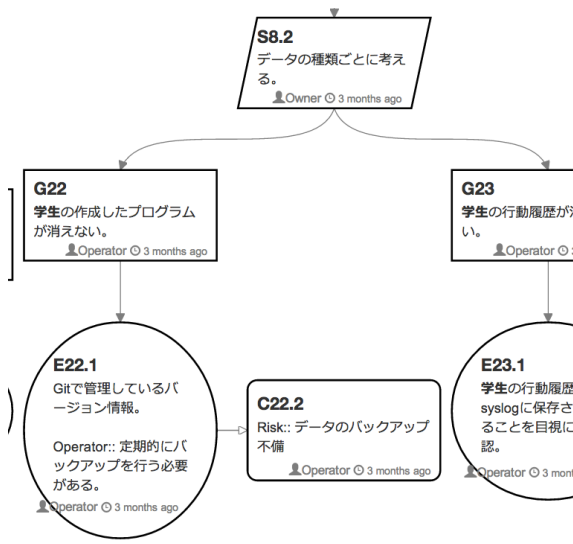 S8.2
データの種類ごとに考え
る。
Owner 3 months ago
G22
学生の作成したプログラム
が消えない。
Operator 3 months ago
G23
学生の行動履歴が
い。
Operator
E22.1
Gitで管理しているバ
ージョン情報。
Operator:: 定期的にバ
ックアップを行う必要
がある。
Operator 3 months ago
C22.2
Risk:: データのバックアップ
不備
Operator 3 months ago
E23.1
学生の行動履歴
syslogに保存さ
ることを目視に
認。
Operator 3 mont